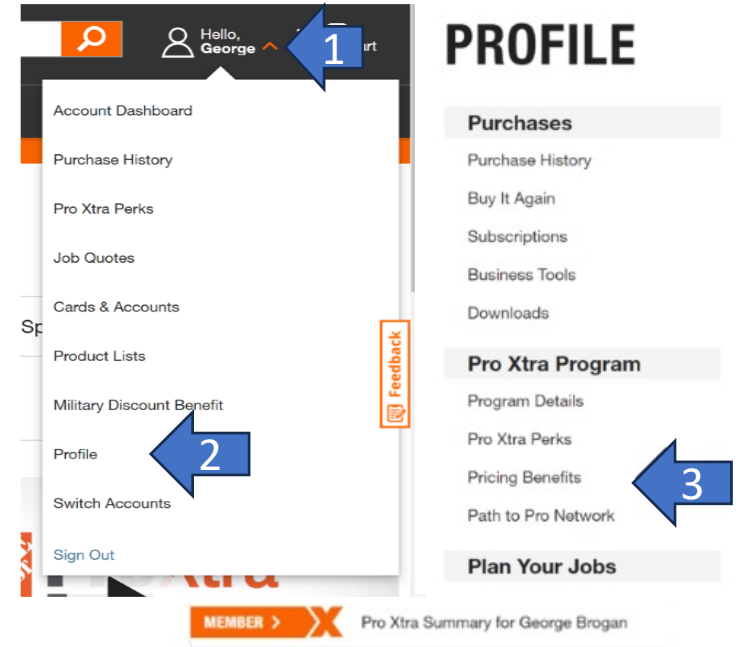 Hello,
George
1
Account Dashboard
Purchase History
Pro Xtra Perks
Job Quotes
Cards & Accounts
Product Lists
Military Discount Benefit
Profile
2
Switch Accounts
Sign Out
Feedback
PROFILE
Purchases
Purchase History
Buy It Again
Subscriptions
Business Tools
Downloads
Pro Xtra Program
Program Details
Pro Xtra Perks
Pricing Benefits
3
Path to Pro Network
Plan Your Jobs
MEMBER > X Pro Xtra Summary for George Brogan